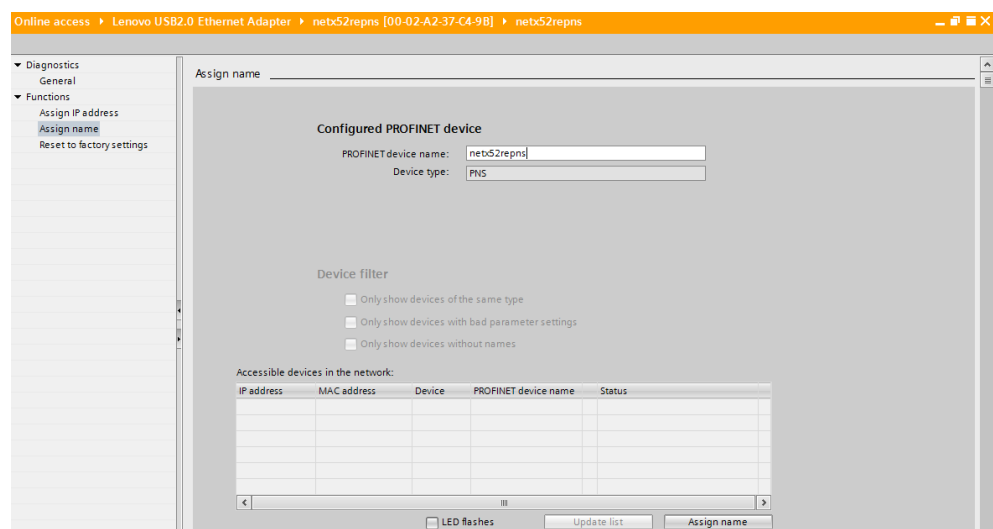 Online access ▸ Lenovo USB2.0 Ethernet Adapter ▸ netx52repns [00-02-A2-37-C4-9B] ▸ netx52repns
Diagnostics
General
Functions
Assign IP address
Assign name
Reset to factory settings
Assign name
Configured PROFINET device
PROFINET device name: netx52repns
Device type: PNS
Device filter
Only show devices of the same type
Only show devices with bad parameter settings
Only show devices without names
Accessible devices in the network:
IP address MAC address Device PROFINET device name Status
LED flashes Update list Assign name